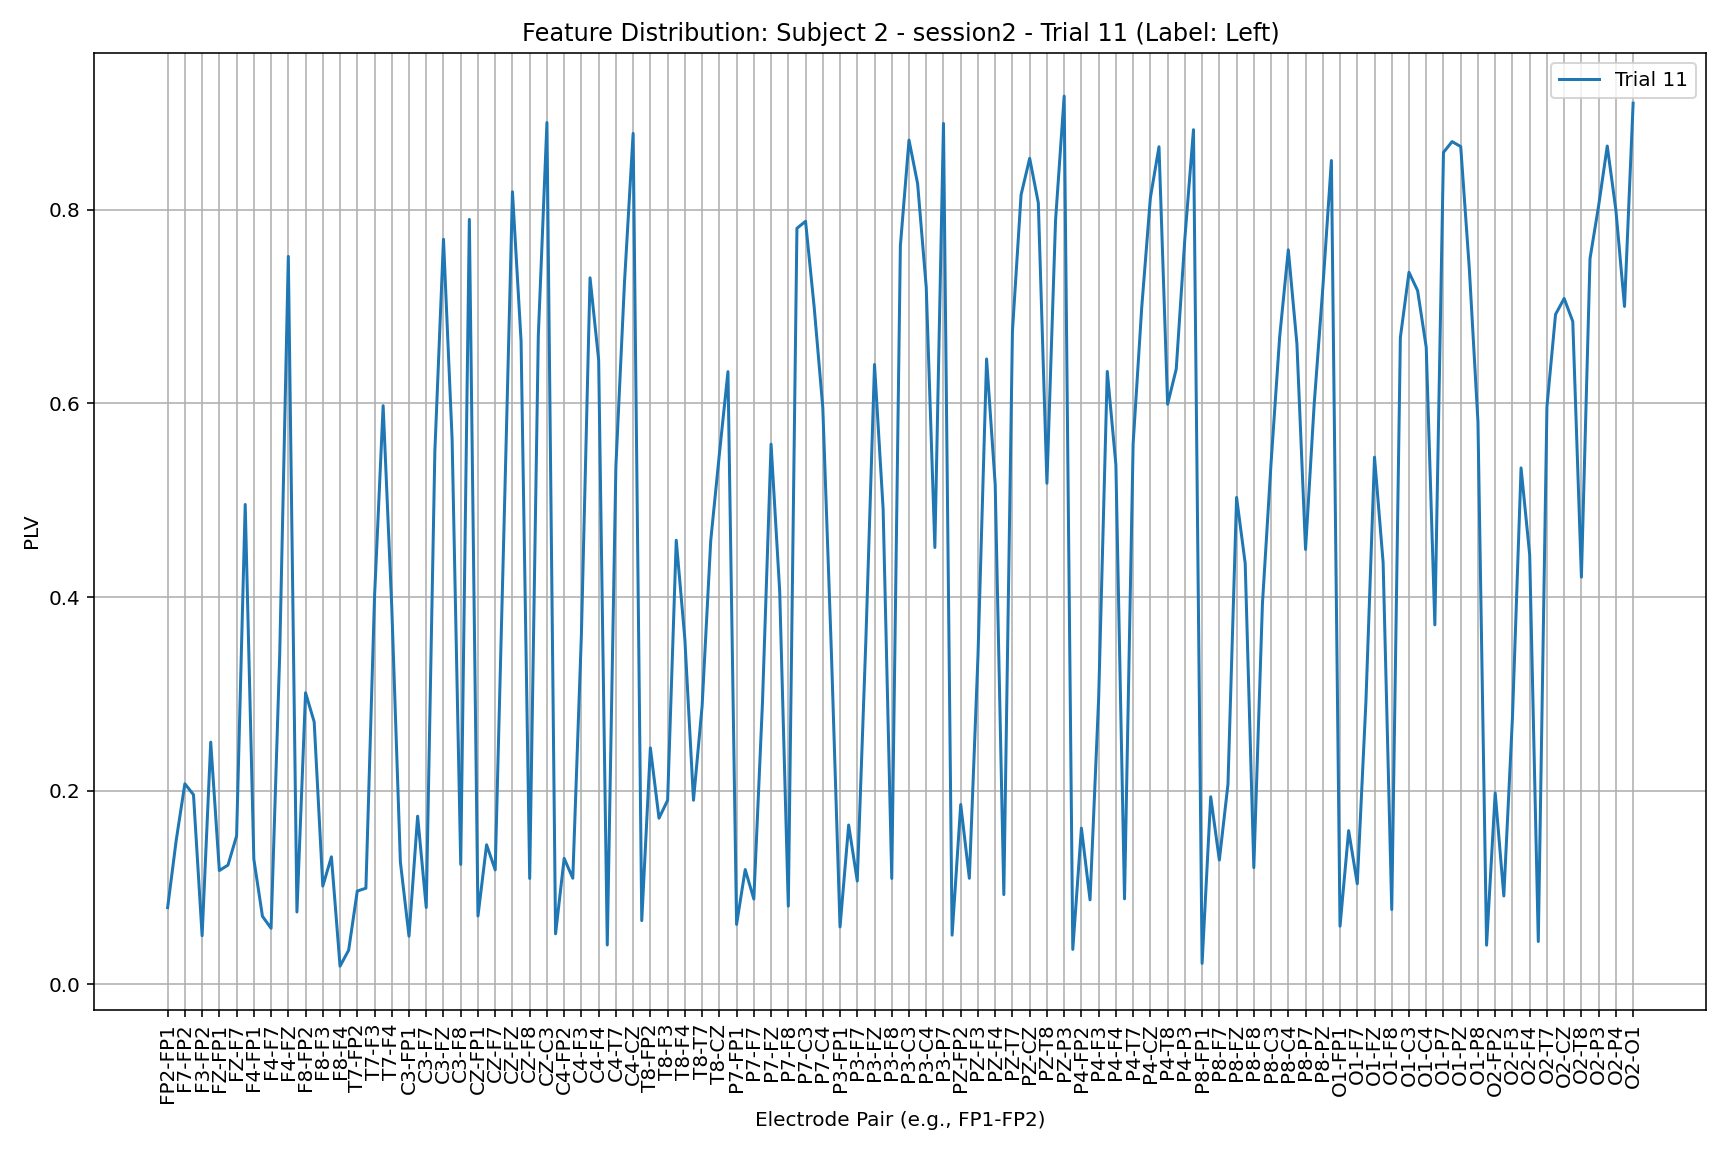 Feature Distribution: Subject 2 - session2 - Trial 11 (Label: Left)
Trial 11
PLV
0.8
0.6
0.4
0.2
0.0
FP2-FP1
F7-FP2
F3-FP2
FZ-FP1
FZ-F7
F4-FP1
F4-F7
F4-FZ
F8-FP2
F8-F3
F8-F4
T7-FP2
T7-F3
T7-F4
C3-FP1
C3-F7
C3-FZ
C3-F8
CZ-FP1
CZ-F7
CZ-FZ
CZ-F8
CZ-C3
C4-FP2
C4-F3
C4-F4
C4-T7
C4-CZ
T8-FP2
T8-F3
T8-F4
T8-T7
T8-CZ
P7-FP1
P7-F7
P7-FZ
P7-F8
P7-C3
P7-C4
P3-FP1
P3-F7
P3-FZ
P3-F8
P3-C3
P3-C4
P3-P7
PZ-FP2
PZ-F3
PZ-F4
PZ-T7
PZ-CZ
PZ-T8
PZ-P3
P4-FP2
P4-F3
P4-F4
P4-T7
P4-CZ
P4-T8
P4-P3
P8-FP1
P8-F7
P8-FZ
P8-F8
P8-C3
P8-C4
P8-P7
P8-PZ
O1-FP1
O1-F7
O1-FZ
O1-F8
O1-C3
O1-C4
O1-P7
O1-PZ
O1-P8
O2-FP2
O2-F3
O2-F4
O2-T7
O2-CZ
O2-T8
O2-P3
O2-P4
O2-O1
Electrode Pair (e.g., FP1-FP2)